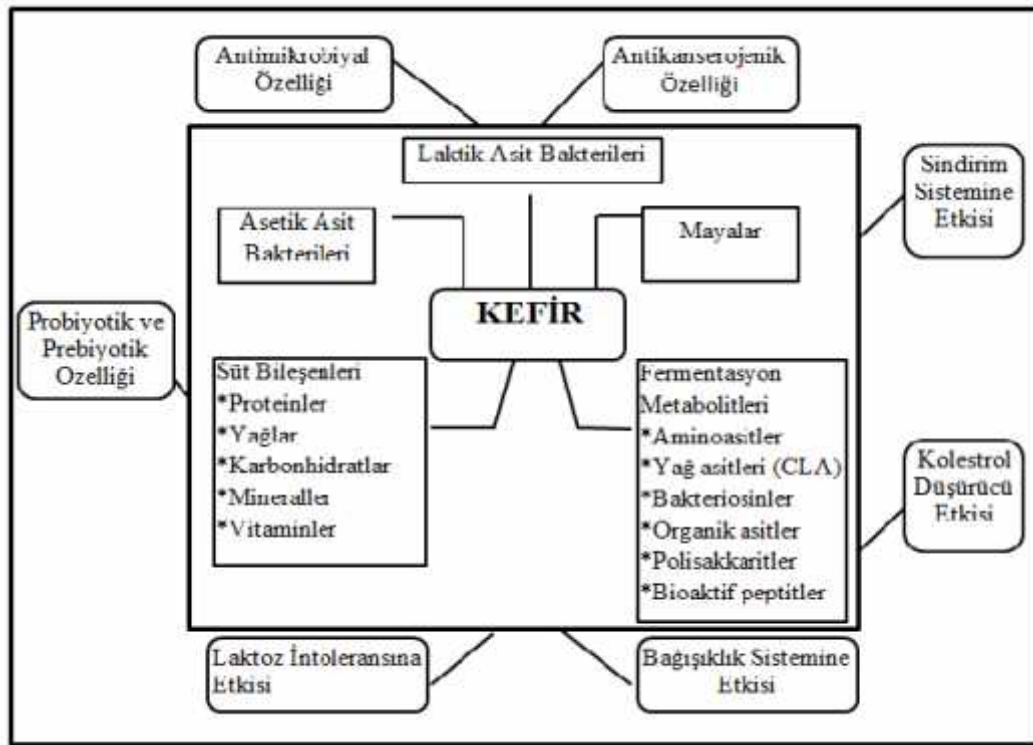 Antimikrobiyal
Özelliği
Antikanserojenik
Özelliği
Laktik Asit Bakterileri
Sindirim
Sistemine
Etkisi
Asetik Asit
Bakterileri
Mayalar
KEFİR
Probiyotik ve
Prebiyotik
Ozelliği
Süt Bileşenleri
*Proteinler
*Yağlar
*Karbonhidratlar
*Mineraller
*Vitaminler
Fermentasyon
Metabolitleri
*Aminoasitler
*Yağ asitleri (CLA)
*Bakteriosinler
*Organik asitler
*Polisakkaritler
*Bioaktif peptitler
Kolestrol
Düşürücü
Etkisi
Laktoz İntoleransına
Etkisi
Bağışıklık Sistemine
Etkisi